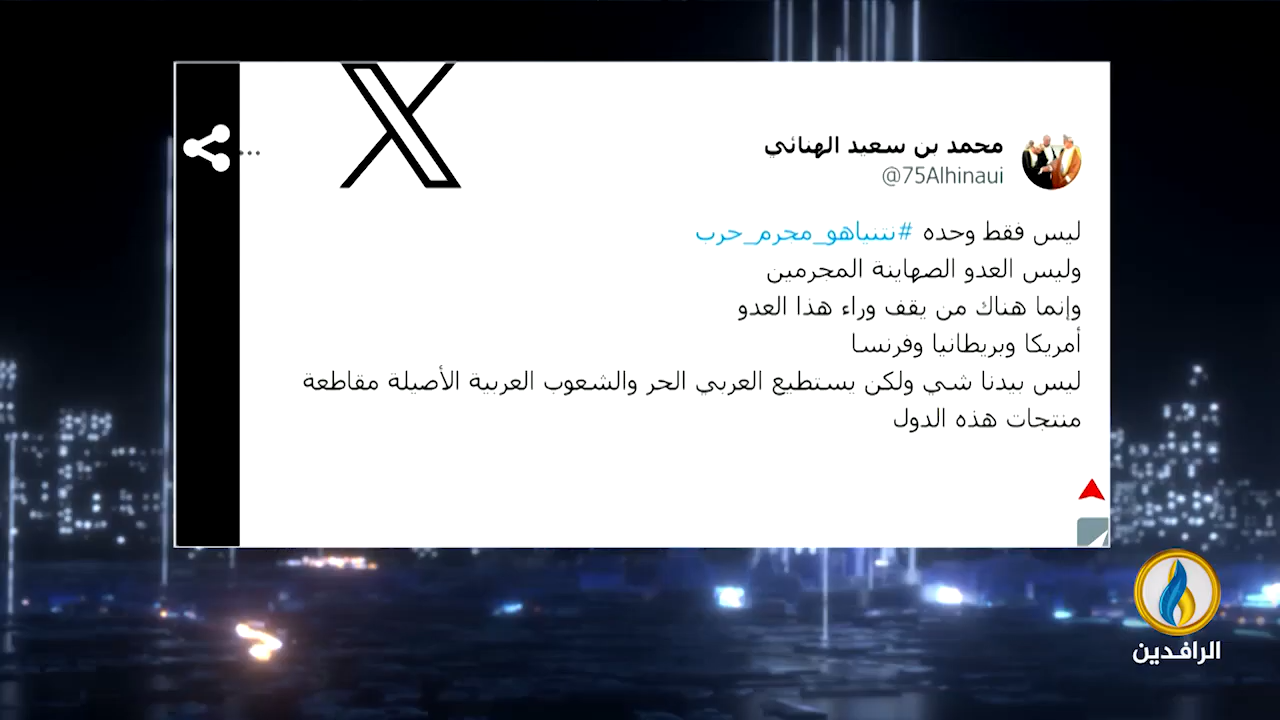 محمد بن سعيد الهنائي
@75Alhinaui
ليس فقط وحده #نتنياهو_مجرم_حرب
وليس العدو الصهاينة المجرمين
وإنما هناك من يقف وراء هذا العدو
أمريكا وبريطانيا وفرنسا
ليس بيدنا شي ولكن يستطيع العربي الحر والشعوب العربية الأصيلة مقاطعة
منتجات هذه الدول
الرافدين